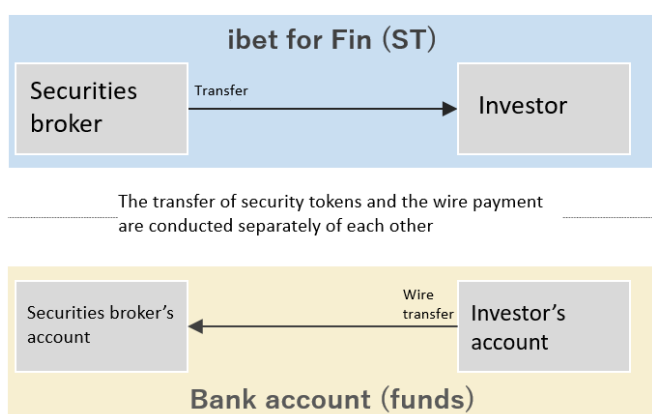 ibet for Fin (ST)
Securities
broker
Transfer
Investor
The transfer of security tokens and the wire payment
are conducted separately of each other
Securities broker's
account
Wire
transfer
Investor's
account
Bank account (funds)